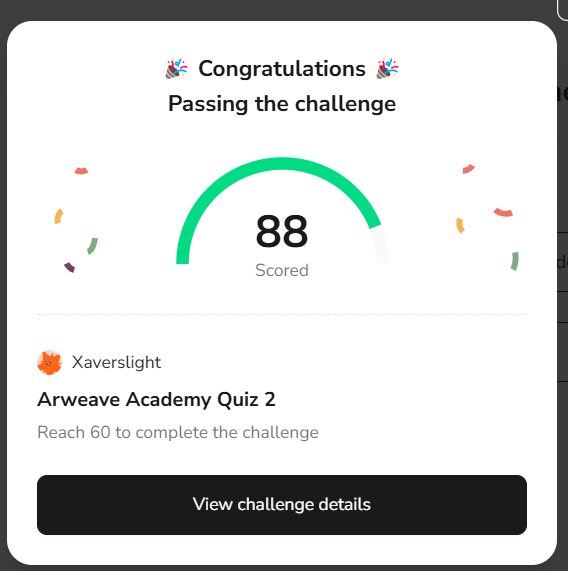 🎉 Congratulations 🎉
Passing the challenge
88
Scored
Xaverslight
Arweave Academy Quiz 2
Reach 60 to complete the challenge
View challenge details